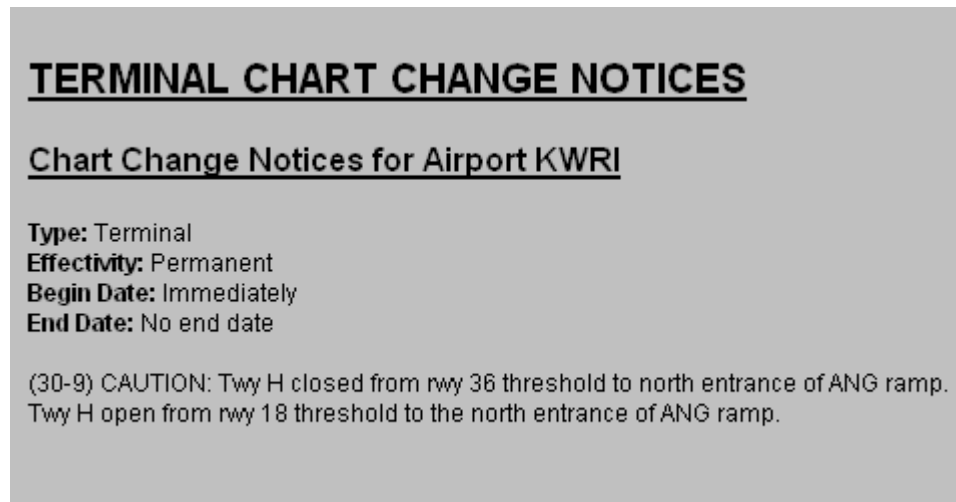 TERMINAL CHART CHANGE NOTICES
Chart Change Notices for Airport KWRI
Type: Terminal
Effectivity: Permanent
Begin Date: Immediately
End Date: No end date
(30-9) CAUTION: Twy H closed from rwy 36 threshold to north entrance of ANG ramp.
Twy H open from rwy 18 threshold to the north entrance of ANG ramp.